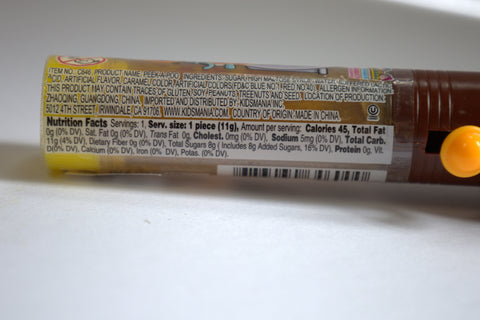 ITEM NO.: C846 PRODUCT NAME: PEEK-A-POO INGREDIENTS: SUGAR, HIGH MALTOSE
ACID, ARTIFICIAL FLAVOR, CARAMEL COLOR, ARTIFICIAL COLORS(FD&C BLUE NO.1 RED NO.40) ALLERGEN INFORMATION:
THIS PRODUCT MAY CONTAIN TRACES OF GLUTEN, SOY, PEANUTS, TREENUTS AND SEED. LOCATION OF PRODUCTION:
ZHAOQING, GUANGDONG, CHINA. IMPORTED AND DISTRIBUTED BY: KIDSMANIA INC.
12332 4TH STREET, IRWINDALE, CA 91706 WWW.KIDSMANIA.COM COUNTRY OF ORIGIN: MADE IN CHINA
Nutrition Facts Servings: 1, Serv. size: 1 piece (11g), Amount per serving: Calories 45, Total Fat
0g (0% DV), Sat. Fat 0g (0% DV), Trans Fat 0g, Cholest. 0mg (0% DV), Sodium 5mg (0% DV), Total Carb.
11g (4% DV), Dietary Fiber 0g (0% DV), Total Sugars 8g (Includes 8g Added Sugars, 16% DV), Protein 0g, Vit.
D(0% DV), Calcium (0% DV), Iron (0% DV), Potas. (0% DV).